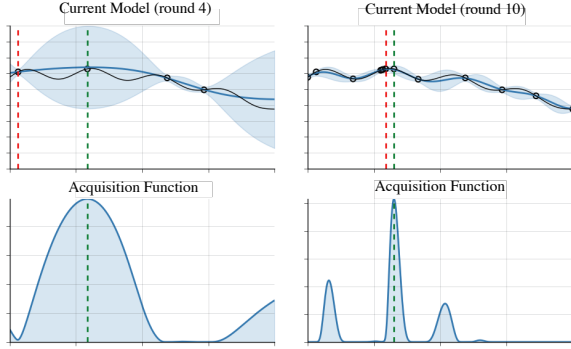 Current Model (round 4)
Current Model (round 10)
Acquisition Function
Acquisition Function